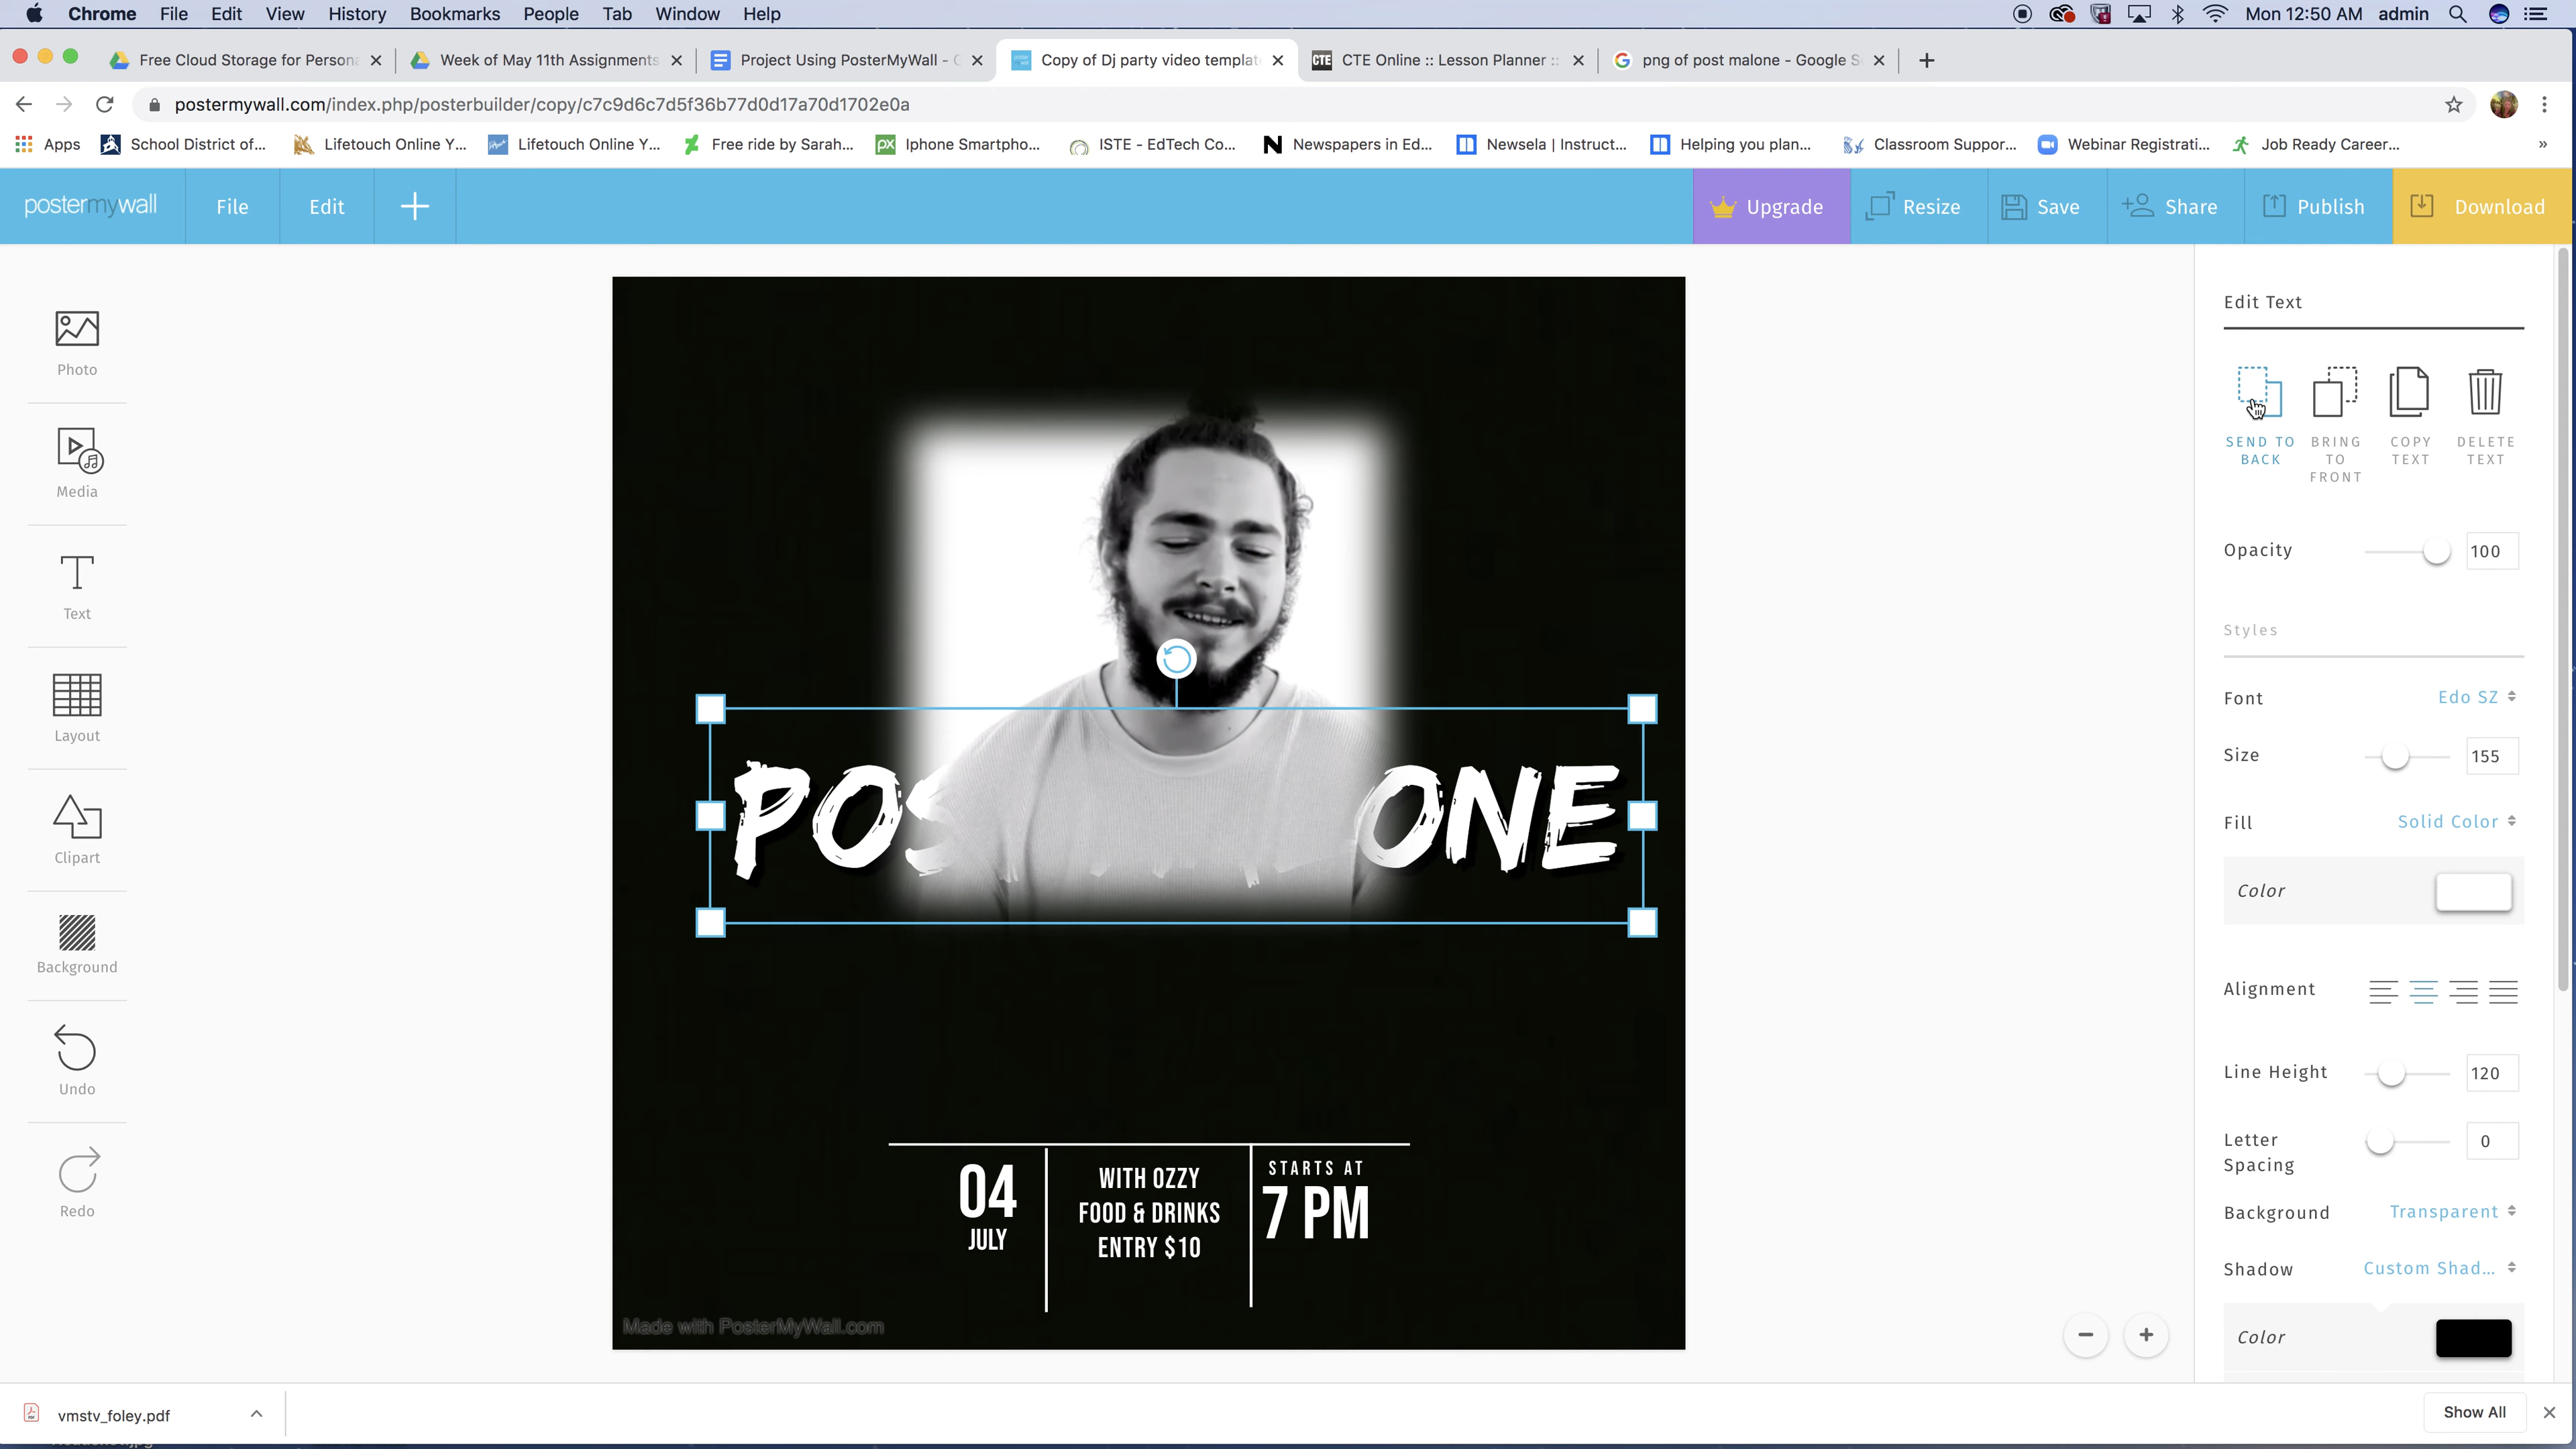 Chrome File Edit View History Bookmarks People Tab Window Help Mon 12:50 AM admin
Free Cloud Storage for Persona Week of May 11th Assignments Project Using PosterMyWall - Copy of Dj party video templat CTE CTE Online :: Lesson Planner :: png of post malone - Google S
postermywall.com/index.php/posterbuilder/copy/c7c9d6c7d5f36b77d0d17a70d1702e0a
Apps School District of... Lifetouch Online Y... Lifetouch Online Y... Free ride by Sarah... PX Iphone Smartpho... ISTE - EdTech Co... N Newspapers in Ed... Newsela | Instruct... Helping you plan... Classroom Suppor... Webinar Registrati... Job Ready Career... »
postermywall File Edit Upgrade Resize Save Share Publish Download
Photo
Media
Text
Layout
Clipart
Background
Undo
Redo
POS ONE
04
JULY
WITH OZZY
FOOD & DRINKS
ENTRY $10
STARTS AT
7 PM
Made with PosterMyWall.com
Edit Text
SEND TO BACK
BRING TO FRONT
COPY TEXT
DELETE TEXT
Opacity 100
Styles
Font Edo SZ
Size 155
Fill Solid Color
Color
Alignment
Line Height 120
Letter Spacing 0
Background Transparent
Shadow Custom Shad...
Color
vmstv_foley.pdf
Show All